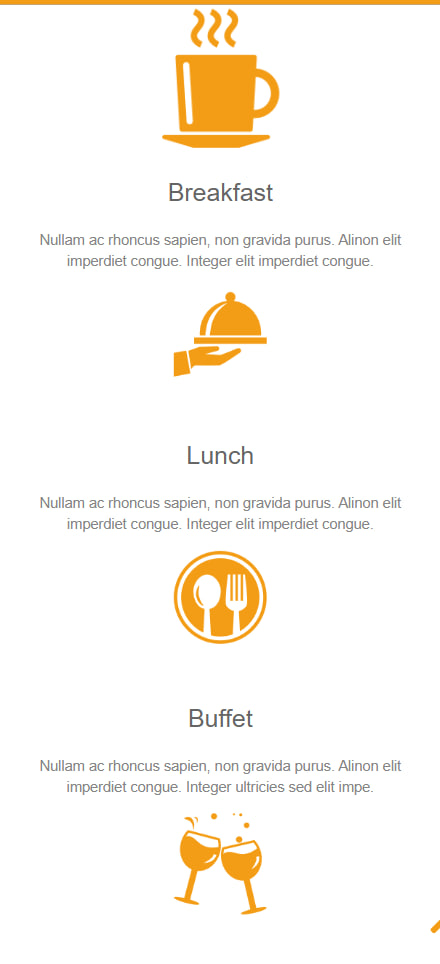 Breakfast
Nullam ac rhoncus sapien, non gravida purus. Alinon elit
imperdiet congue. Integer elit imperdiet congue.
Lunch
Nullam ac rhoncus sapien, non gravida purus. Alinon elit
imperdiet congue. Integer elit imperdiet congue.
Buffet
Nullam ac rhoncus sapien, non gravida purus. Alinon elit
imperdiet congue. Integer ultricies sed elit impe.